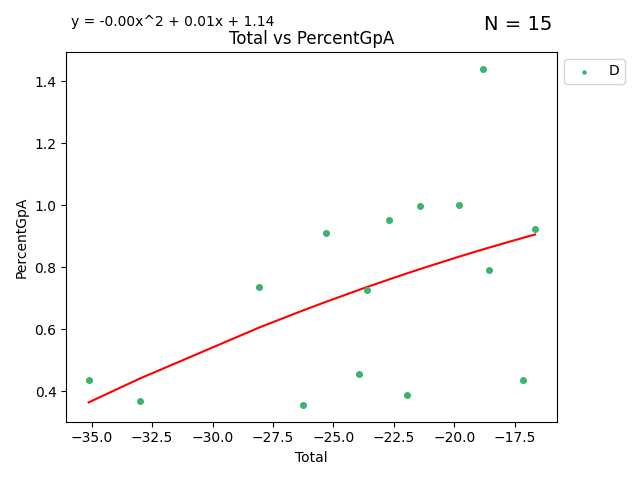 y = -0.00x^2 + 0.01x + 1.14
N = 15
Total vs PercentGpA
D
1.4
1.2
1.0
0.8
0.6
0.4
PercentGpA
−35.0 −32.5 −30.0 −27.5 −25.0 −22.5 −20.0 −17.5
Total